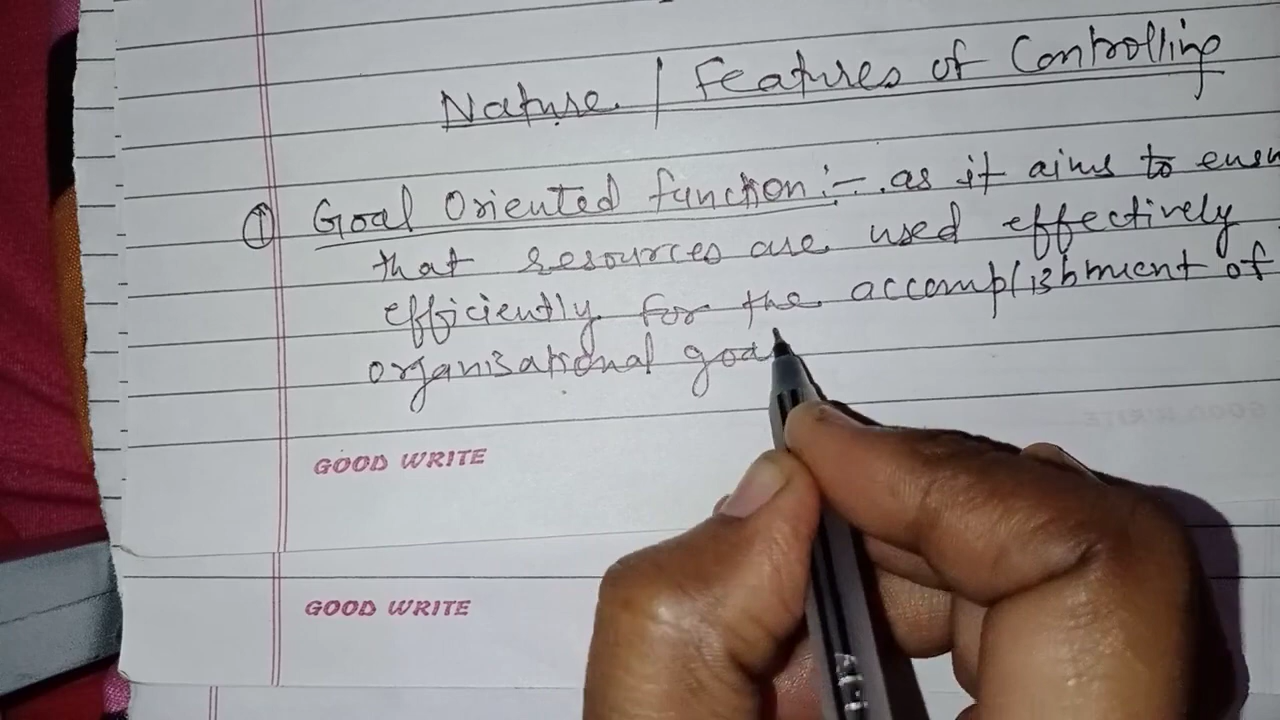 Nature / Features of Controlling
① Goal Oriented function :- as it aims to ensu
that resources are used effectively
efficiently for the accomplishment of
organisational goa
GOOD WRITE
GOOD WRITE